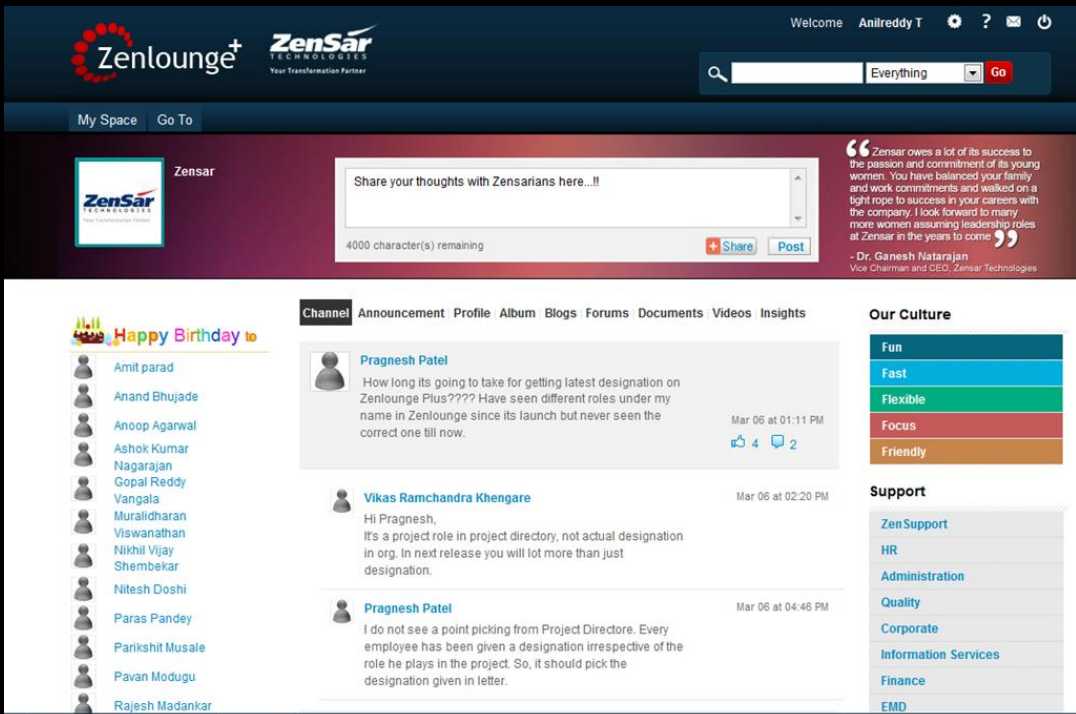 Welcome Anilreddy T ?
Zenlounge+
ZenSar
TECHNOLOGIES
Your Transformation Partner
Everything Go
My Space Go To
ZenSar
TECHNOLOGIES
Your Transformation Partner
Zensar
Share your thoughts with Zensarians here...!!
4000 character(s) remaining
Share Post
“ Zensar owes a lot of its success to
the passion and commitment of its young
women. You have balanced your family
and work commitments and walked on a
tight rope to success in your careers with
the company. I look forward to many
more women assuming leadership roles
at Zensar in the years to come ”
- Dr. Ganesh Natarajan
Vice Chairman and CEO, Zensar Technologies
Happy Birthday to
Amit parad
Anand Bhujade
Anoop Agarwal
Ashok Kumar
Nagarajan
Gopal Reddy
Vangala
Muralidharan
Viswanathan
Nikhil Vijay
Shembekar
Nitesh Doshi
Paras Pandey
Parikshit Musale
Pavan Modugu
Rajesh Madankar
Channel Announcement Profile Album Blogs Forums Documents Videos Insights
Pragnesh Patel
How long its going to take for getting latest designation on
Zenlounge Plus???? Have seen different roles under my
name in Zenlounge since its launch but never seen the
correct one till now.
Mar 06 at 01:11 PM
4 2
Vikas Ramchandra Khengare
Mar 06 at 02:20 PM
Hi Pragnesh,
It's a project role in project directory, not actual designation
in org. In next release you will lot more than just
designation.
Pragnesh Patel
Mar 06 at 04:46 PM
I do not see a point picking from Project Directore. Every
employee has been given a designation irrespective of the
role he plays in the project. So, it should pick the
designation given in letter.
Our Culture
Fun
Fast
Flexible
Focus
Friendly
Support
ZenSupport
HR
Administration
Quality
Corporate
Information Services
Finance
EMD